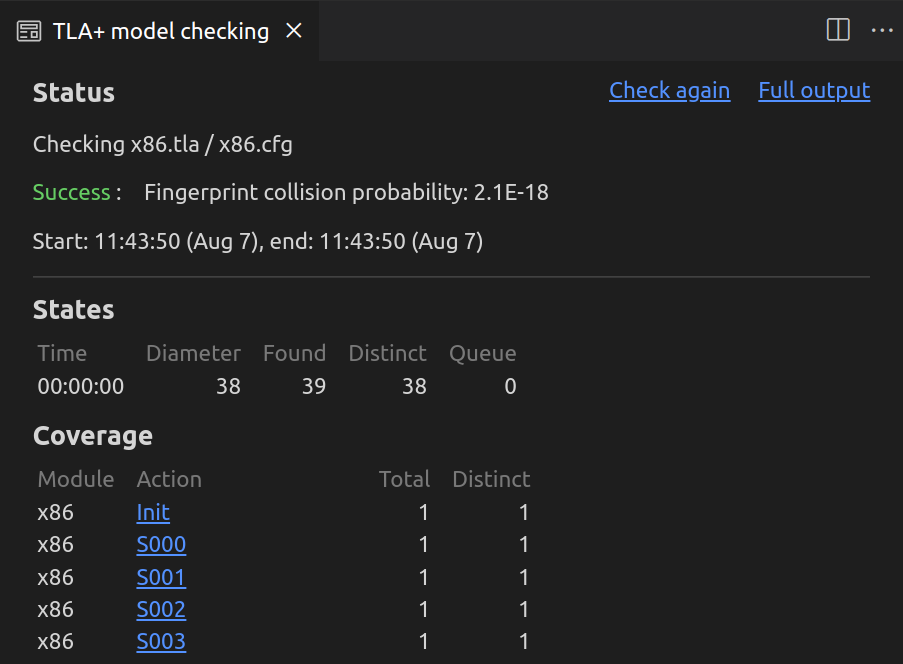 TLA+ model checking
Status
Check again
Full output
Checking x86.tla / x86.cfg
Success : Fingerprint collision probability: 2.1E-18
Start: 11:43:50 (Aug 7), end: 11:43:50 (Aug 7)
States
Time Diameter Found Distinct Queue
00:00:00 38 39 38 0
Coverage
Module Action Total Distinct
x86 Init 1 1
x86 S000 1 1
x86 S001 1 1
x86 S002 1 1
x86 S003 1 1